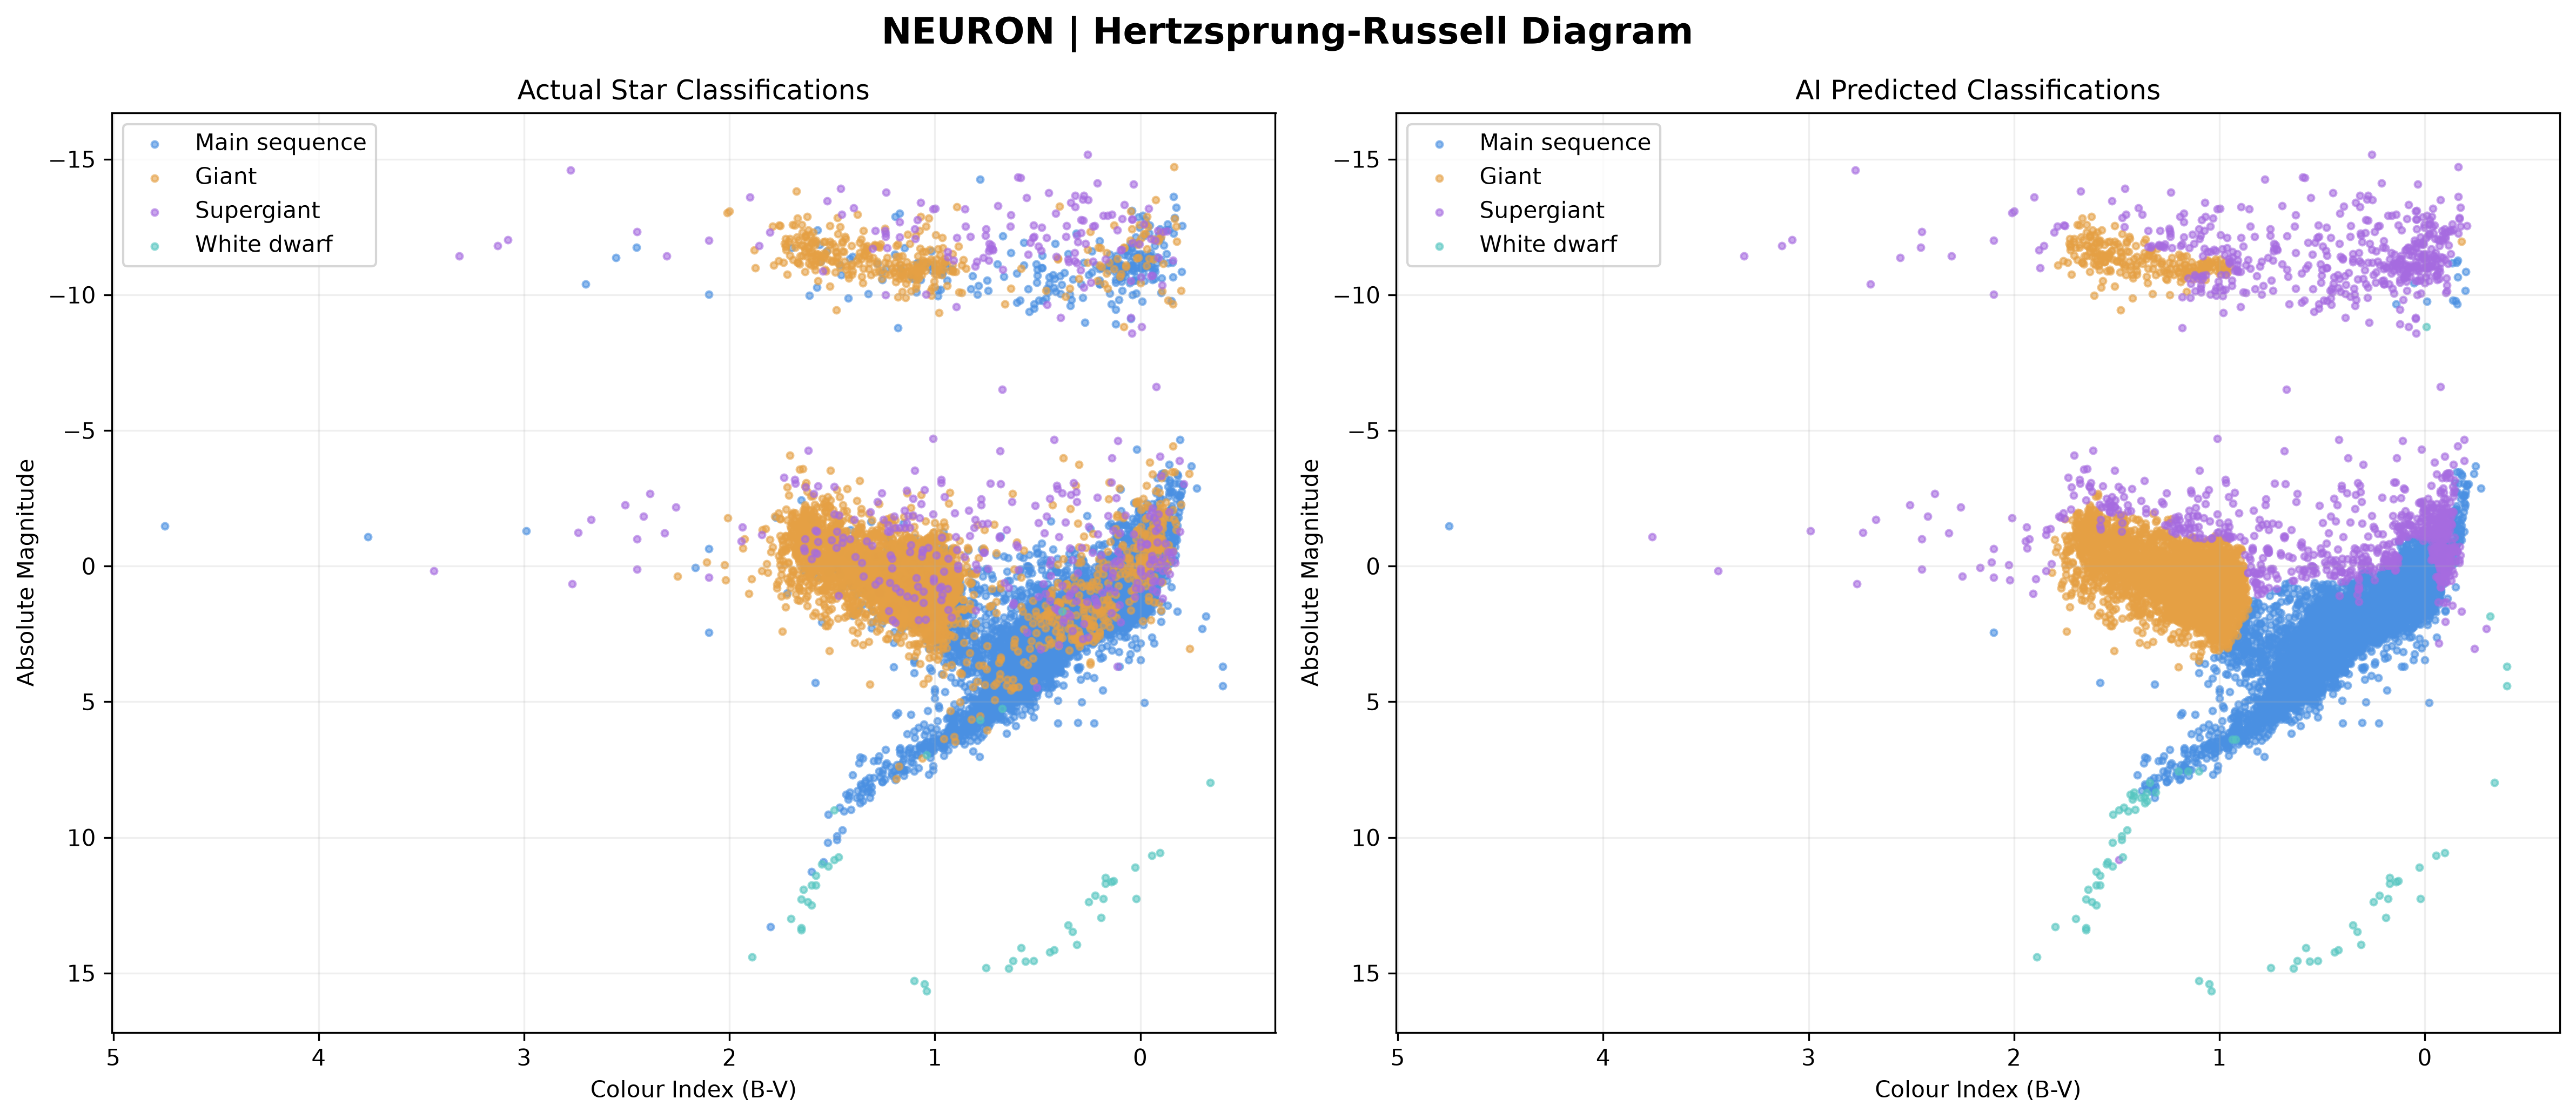 NEURON | Hertzsprung-Russell Diagram
Actual Star Classifications
Main sequence
Giant
Supergiant
White dwarf
Absolute Magnitude
−15
−10
−5
0
5
10
15
5 4 3 2 1 0
Colour Index (B-V)
AI Predicted Classifications
Main sequence
Giant
Supergiant
White dwarf
Absolute Magnitude
−15
−10
−5
0
5
10
15
5 4 3 2 1 0
Colour Index (B-V)